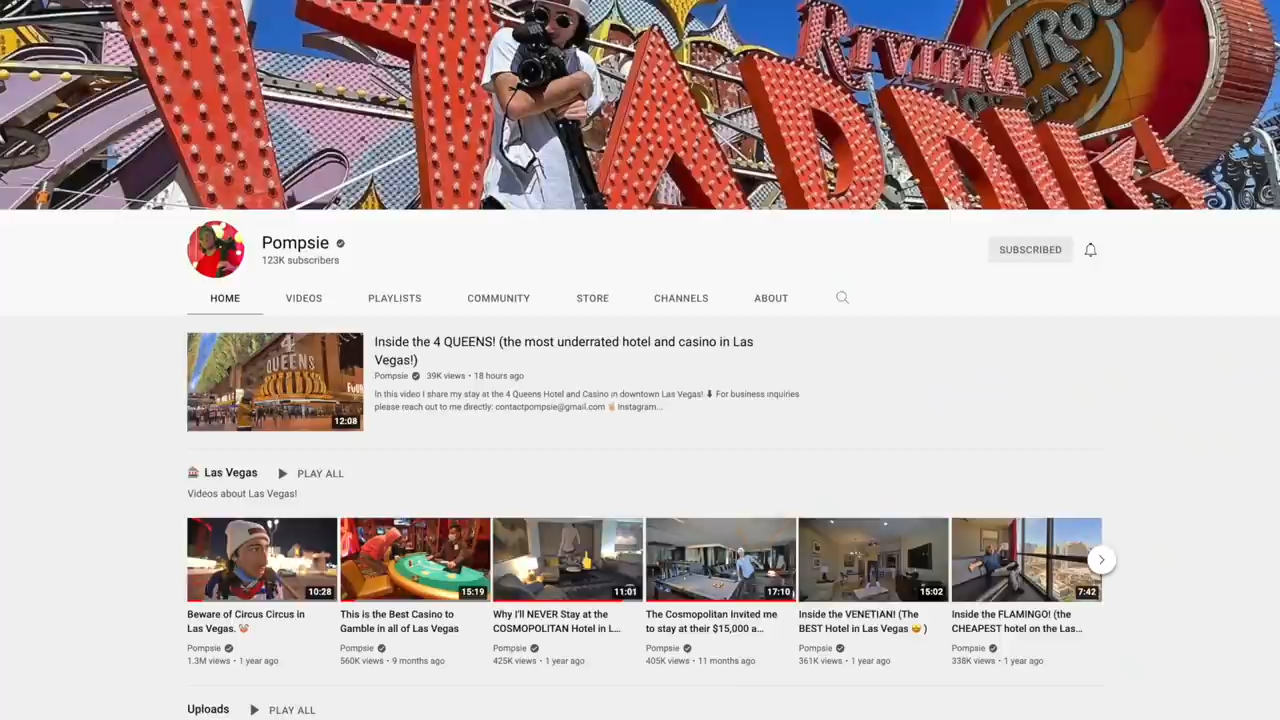 RIVIERA
HARD ROCK
CAFE
STARDUST
Pompsie
123K subscribers
SUBSCRIBED
HOME VIDEOS PLAYLISTS COMMUNITY STORE CHANNELS ABOUT
4
QUEENS
12:08
Inside the 4 QUEENS! (the most underrated hotel and casino in Las
Vegas!)
Pompsie 39K views • 18 hours ago
In this video I share my stay at the 4 Queens Hotel and Casino in downtown Las Vegas! ⬇ For business inquiries
please reach out to me directly: contactpompsie@gmail.com ✌🏼 Instagram...
🎰 Las Vegas PLAY ALL
Videos about Las Vegas!
10:28 15:19 11:01 17:10 15:02 7:42
Beware of Circus Circus in
Las Vegas. 🤡
Pompsie
1.3M views • 1 year ago
This is the Best Casino to
Gamble in all of Las Vegas
Pompsie
560K views • 9 months ago
Why I'll NEVER Stay at the
COSMOPOLITAN Hotel in L...
Pompsie
425K views • 1 year ago
The Cosmopolitan Invited me
to stay at their $15,000 a...
Pompsie
405K views • 11 months ago
Inside the VENETIAN! (The
BEST Hotel in Las Vegas 🤩 )
Pompsie
361K views • 1 year ago
Inside the FLAMINGO! (the
CHEAPEST hotel on the Las...
Pompsie
338K views • 1 year ago
Uploads PLAY ALL